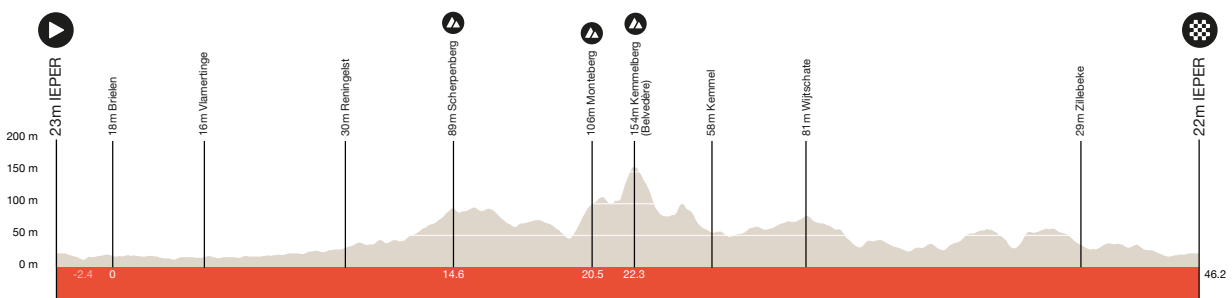 23m IEPER
18m Brielen
16m Vlamertinge
30m Reningelst
89m Scherpenberg
106m Monteberg
154m Kemmelberg
(Belvedère)
58m Kemmel
81m Wijtschate
29m Zillebeke
22m IEPER
200 m
150 m
100 m
50 m
0 m
-2.4 0 14.6 20.5 22.3 46.2